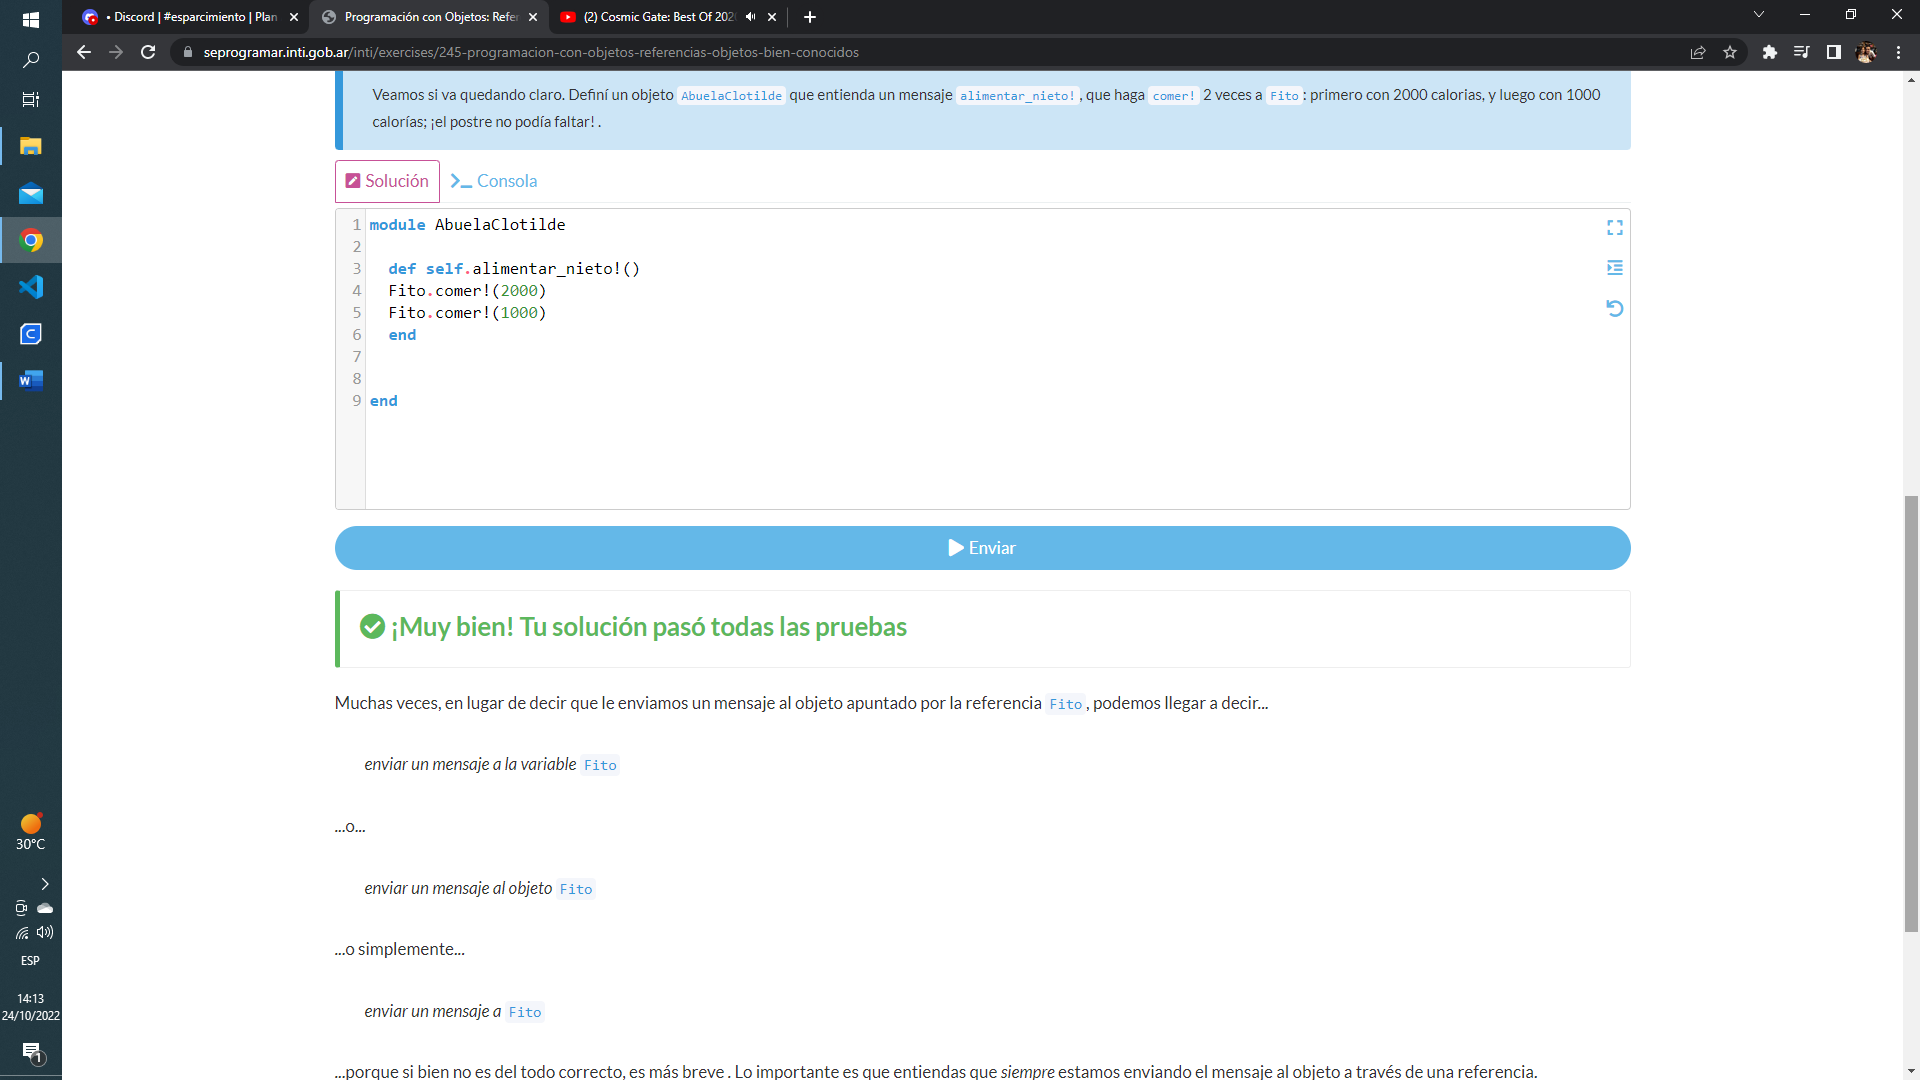 • Discord | #esparcimiento | Plan
Programación con Objetos: Refer
(2) Cosmic Gate: Best Of 2020
seprogramar.inti.gob.ar/inti/exercises/245-programacion-con-objetos-referencias-objetos-bien-conocidos
Veamos si va quedando claro. Definí un objeto AbuelaClotilde que entienda un mensaje alimentar_nieto!, que haga comer! 2 veces a Fito: primero con 2000 calorias, y luego con 1000
calorías; ¡el postre no podía faltar! .
Solución
Consola
1 module AbuelaClotilde
2
3 def self.alimentar_nieto!()
4 Fito.comer!(2000)
5 Fito.comer!(1000)
6 end
7
8
9 end
Enviar
¡Muy bien! Tu solución pasó todas las pruebas
Muchas veces, en lugar de decir que le enviamos un mensaje al objeto apuntado por la referencia Fito, podemos llegar a decir...
enviar un mensaje a la variable Fito
...o...
enviar un mensaje al objeto Fito
...o simplemente...
enviar un mensaje a Fito
...porque si bien no es del todo correcto, es más breve . Lo importante es que entiendas que siempre estamos enviando el mensaje al objeto a través de una referencia.
30°C
ESP
14:13
24/10/2022
1